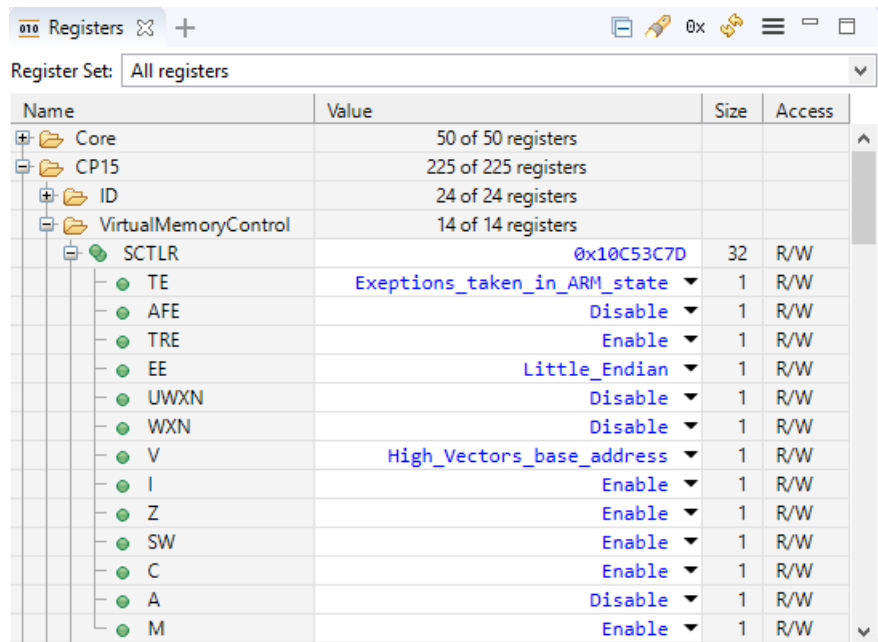 010 Registers
0x
Register Set: All registers
Name Value Size Access
Core 50 of 50 registers
CP15 225 of 225 registers
ID 24 of 24 registers
VirtualMemoryControl 14 of 14 registers
SCTLR 0x10C53C7D 32 R/W
TE Exeptions_taken_in_ARM_state 1 R/W
AFE Disable 1 R/W
TRE Enable 1 R/W
EE Little_Endian 1 R/W
UWXN Disable 1 R/W
WXN Disable 1 R/W
V High_Vectors_base_address 1 R/W
I Enable 1 R/W
Z Enable 1 R/W
SW Enable 1 R/W
C Enable 1 R/W
A Disable 1 R/W
M Enable 1 R/W